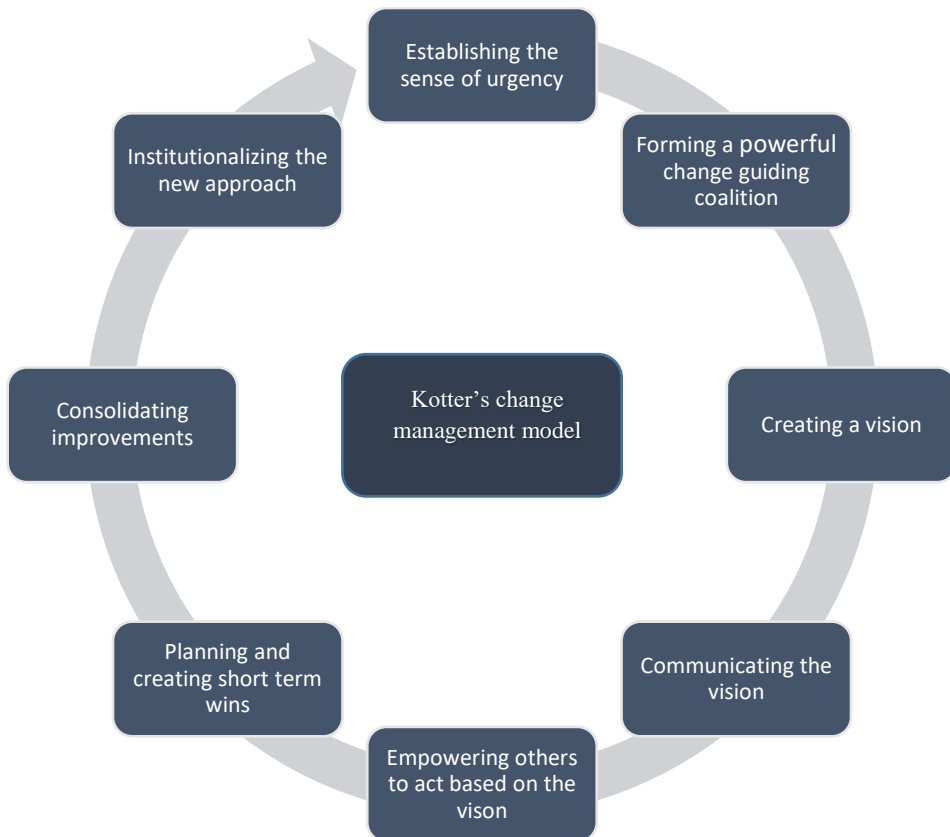 Establishing the
sense of urgency
Forming a powerful
change guiding
coalition
Creating a vision
Communicating the
vision
Empowering others
to act based on the
vison
Planning and
creating short term
wins
Consolidating
improvements
Institutionalizing the
new approach
Kotter’s change
management model